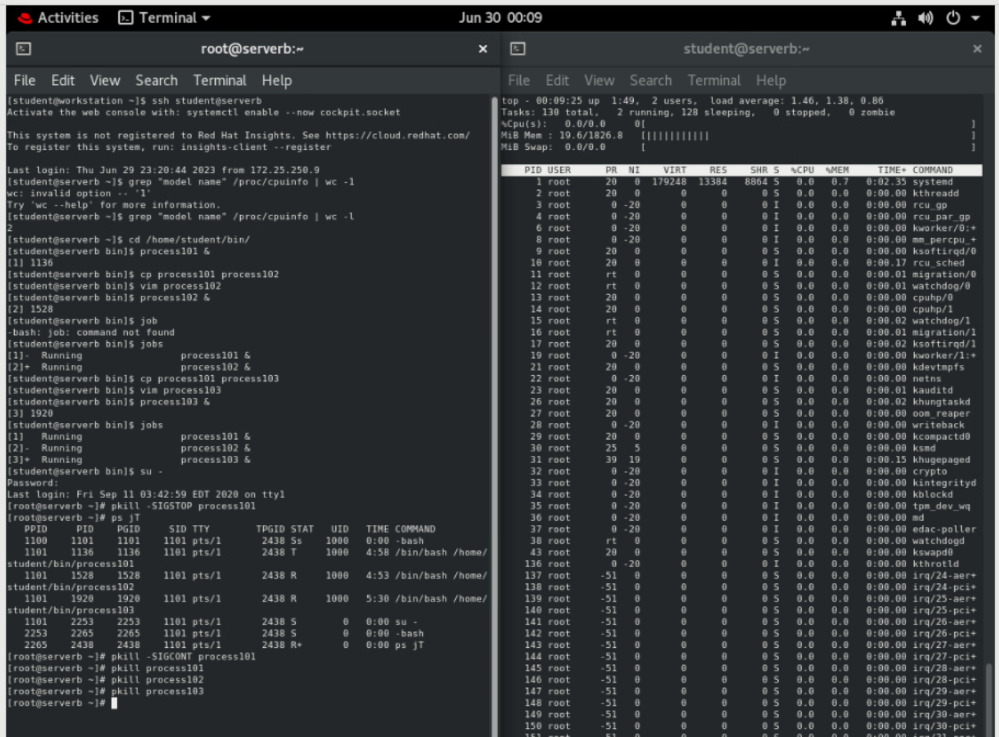 Activities Terminal Jun 30 00:09
root@serverb:~
File Edit View Search Terminal Help
[student@workstation ~]$ ssh student@serverb
Activate the web console with: systemctl enable --now cockpit.socket
This system is not registered to Red Hat Insights. See https://cloud.redhat.com/
To register this system, run: insights-client --register
Last login: Thu Jun 29 23:20:44 2023 from 172.25.250.9
[student@serverb ~]$ grep "model name" /proc/cpuinfo | wc -1
wc: invalid option -- '1'
Try 'wc --help' for more information.
[student@serverb ~]$ grep "model name" /proc/cpuinfo | wc -l
2
[student@serverb ~]$ cd /home/student/bin/
[student@serverb bin]$ process101 &
[1] 1136
[student@serverb bin]$ cp process101 process102
[student@serverb bin]$ vim process102
[student@serverb bin]$ process102 &
[2] 1528
[student@serverb bin]$ job
-bash: job: command not found
[student@serverb bin]$ jobs
[1]-  Running                 process101 &
[2]+  Running                 process102 &
[student@serverb bin]$ cp process101 process103
[student@serverb bin]$ vim process103
[student@serverb bin]$ process103 &
[3] 1920
[student@serverb bin]$ jobs
[1]   Running                 process101 &
[2]-  Running                 process102 &
[3]+  Running                 process103 &
[student@serverb bin]$ su -
Password:
Last login: Fri Sep 11 03:42:59 EDT 2020 on tty1
[root@serverb ~]# pkill -SIGSTOP process101
[root@serverb ~]# ps jT
PPID PID PGID SID TTY TPGID STAT UID TIME COMMAND
1100 1101 1101 1101 pts/1 2438 Ss 1000 0:00 -bash
1101 1136 1136 1101 pts/1 2438 T 1000 4:58 /bin/bash /home/
student/bin/process101
1101 1528 1528 1101 pts/1 2438 R 1000 4:53 /bin/bash /home/
student/bin/process102
1101 1920 1920 1101 pts/1 2438 R 1000 5:30 /bin/bash /home/
student/bin/process103
1101 2253 2253 1101 pts/1 2438 S 0 0:00 su -
2253 2265 2265 1101 pts/1 2438 S 0 0:00 -bash
2265 2438 2438 1101 pts/1 2438 R+ 0 0:00 ps jT
[root@serverb ~]# pkill -SIGCONT process101
[root@serverb ~]# pkill process101
[root@serverb ~]# pkill process102
[root@serverb ~]# pkill process103
[root@serverb ~]#
student@serverb:~
File Edit View Search Terminal Help
top - 00:09:25 up 1:49, 2 users, load average: 1.46, 1.38, 0.86
Tasks: 130 total, 2 running, 128 sleeping, 0 stopped, 0 zombie
%Cpu(s): 0.0/0.0 0[ ]
MiB Mem : 19.6/1826.8 [||||||||||| ]
MiB Swap: 0.0/0.0 [ ]
PID USER PR NI VIRT RES SHR S %CPU %MEM TIME+ COMMAND
1 root 20 0 179248 13384 8864 S 0.0 0.7 0:02.35 systemd
2 root 20 0 0 0 0 S 0.0 0.0 0:00.00 kthreadd
3 root 0 -20 0 0 0 I 0.0 0.0 0:00.00 rcu_gp
4 root 0 -20 0 0 0 I 0.0 0.0 0:00.00 rcu_par_gp
6 root 0 -20 0 0 0 I 0.0 0.0 0:00.00 kworker/0:+
8 root 0 -20 0 0 0 I 0.0 0.0 0:00.00 mm_percpu_+
9 root 20 0 0 0 0 S 0.0 0.0 0:00.00 ksoftirqd/0
10 root 20 0 0 0 0 I 0.0 0.0 0:00.17 rcu_sched
11 root rt 0 0 0 0 S 0.0 0.0 0:00.01 migration/0
12 root rt 0 0 0 0 S 0.0 0.0 0:00.01 watchdog/0
13 root 20 0 0 0 0 S 0.0 0.0 0:00.00 cpuhp/0
14 root 20 0 0 0 0 S 0.0 0.0 0:00.00 cpuhp/1
15 root rt 0 0 0 0 S 0.0 0.0 0:00.02 watchdog/1
16 root rt 0 0 0 0 S 0.0 0.0 0:00.01 migration/1
17 root 20 0 0 0 0 S 0.0 0.0 0:00.02 ksoftirqd/1
19 root 0 -20 0 0 0 I 0.0 0.0 0:00.00 kworker/1:+
21 root 20 0 0 0 0 S 0.0 0.0 0:00.00 kdevtmpfs
22 root 0 -20 0 0 0 I 0.0 0.0 0:00.00 netns
23 root 20 0 0 0 0 S 0.0 0.0 0:00.01 kauditd
26 root 20 0 0 0 0 S 0.0 0.0 0:00.02 khungtaskd
27 root 20 0 0 0 0 S 0.0 0.0 0:00.00 oom_reaper
28 root 0 -20 0 0 0 I 0.0 0.0 0:00.00 writeback
29 root 20 0 0 0 0 S 0.0 0.0 0:00.00 kcompactd0
30 root 25 5 0 0 0 S 0.0 0.0 0:00.00 ksmd
31 root 39 19 0 0 0 S 0.0 0.0 0:00.15 khugepaged
32 root 0 -20 0 0 0 I 0.0 0.0 0:00.00 crypto
33 root 0 -20 0 0 0 I 0.0 0.0 0:00.00 kintegrityd
34 root 0 -20 0 0 0 I 0.0 0.0 0:00.00 kblockd
35 root 0 -20 0 0 0 I 0.0 0.0 0:00.00 tpm_dev_wq
36 root 0 -20 0 0 0 I 0.0 0.0 0:00.00 md
37 root 0 -20 0 0 0 I 0.0 0.0 0:00.00 edac-poller
38 root rt 0 0 0 0 S 0.0 0.0 0:00.00 watchdogd
43 root 20 0 0 0 0 S 0.0 0.0 0:00.00 kswapd0
136 root 0 -20 0 0 0 I 0.0 0.0 0:00.00 kthrotld
137 root -51 0 0 0 0 S 0.0 0.0 0:00.00 irq/24-aer+
138 root -51 0 0 0 0 S 0.0 0.0 0:00.00 irq/24-pci+
139 root -51 0 0 0 0 S 0.0 0.0 0:00.00 irq/25-aer+
140 root -51 0 0 0 0 S 0.0 0.0 0:00.00 irq/25-pci+
141 root -51 0 0 0 0 S 0.0 0.0 0:00.00 irq/26-aer+
142 root -51 0 0 0 0 S 0.0 0.0 0:00.00 irq/26-pci+
143 root -51 0 0 0 0 S 0.0 0.0 0:00.00 irq/27-aer+
144 root -51 0 0 0 0 S 0.0 0.0 0:00.00 irq/27-pci+
145 root -51 0 0 0 0 S 0.0 0.0 0:00.00 irq/28-aer+
146 root -51 0 0 0 0 S 0.0 0.0 0:00.00 irq/28-pci+
147 root -51 0 0 0 0 S 0.0 0.0 0:00.00 irq/29-aer+
148 root -51 0 0 0 0 S 0.0 0.0 0:00.00 irq/29-pci+
149 root -51 0 0 0 0 S 0.0 0.0 0:00.00 irq/30-aer+
150 root -51 0 0 0 0 S 0.0 0.0 0:00.00 irq/30-pci+